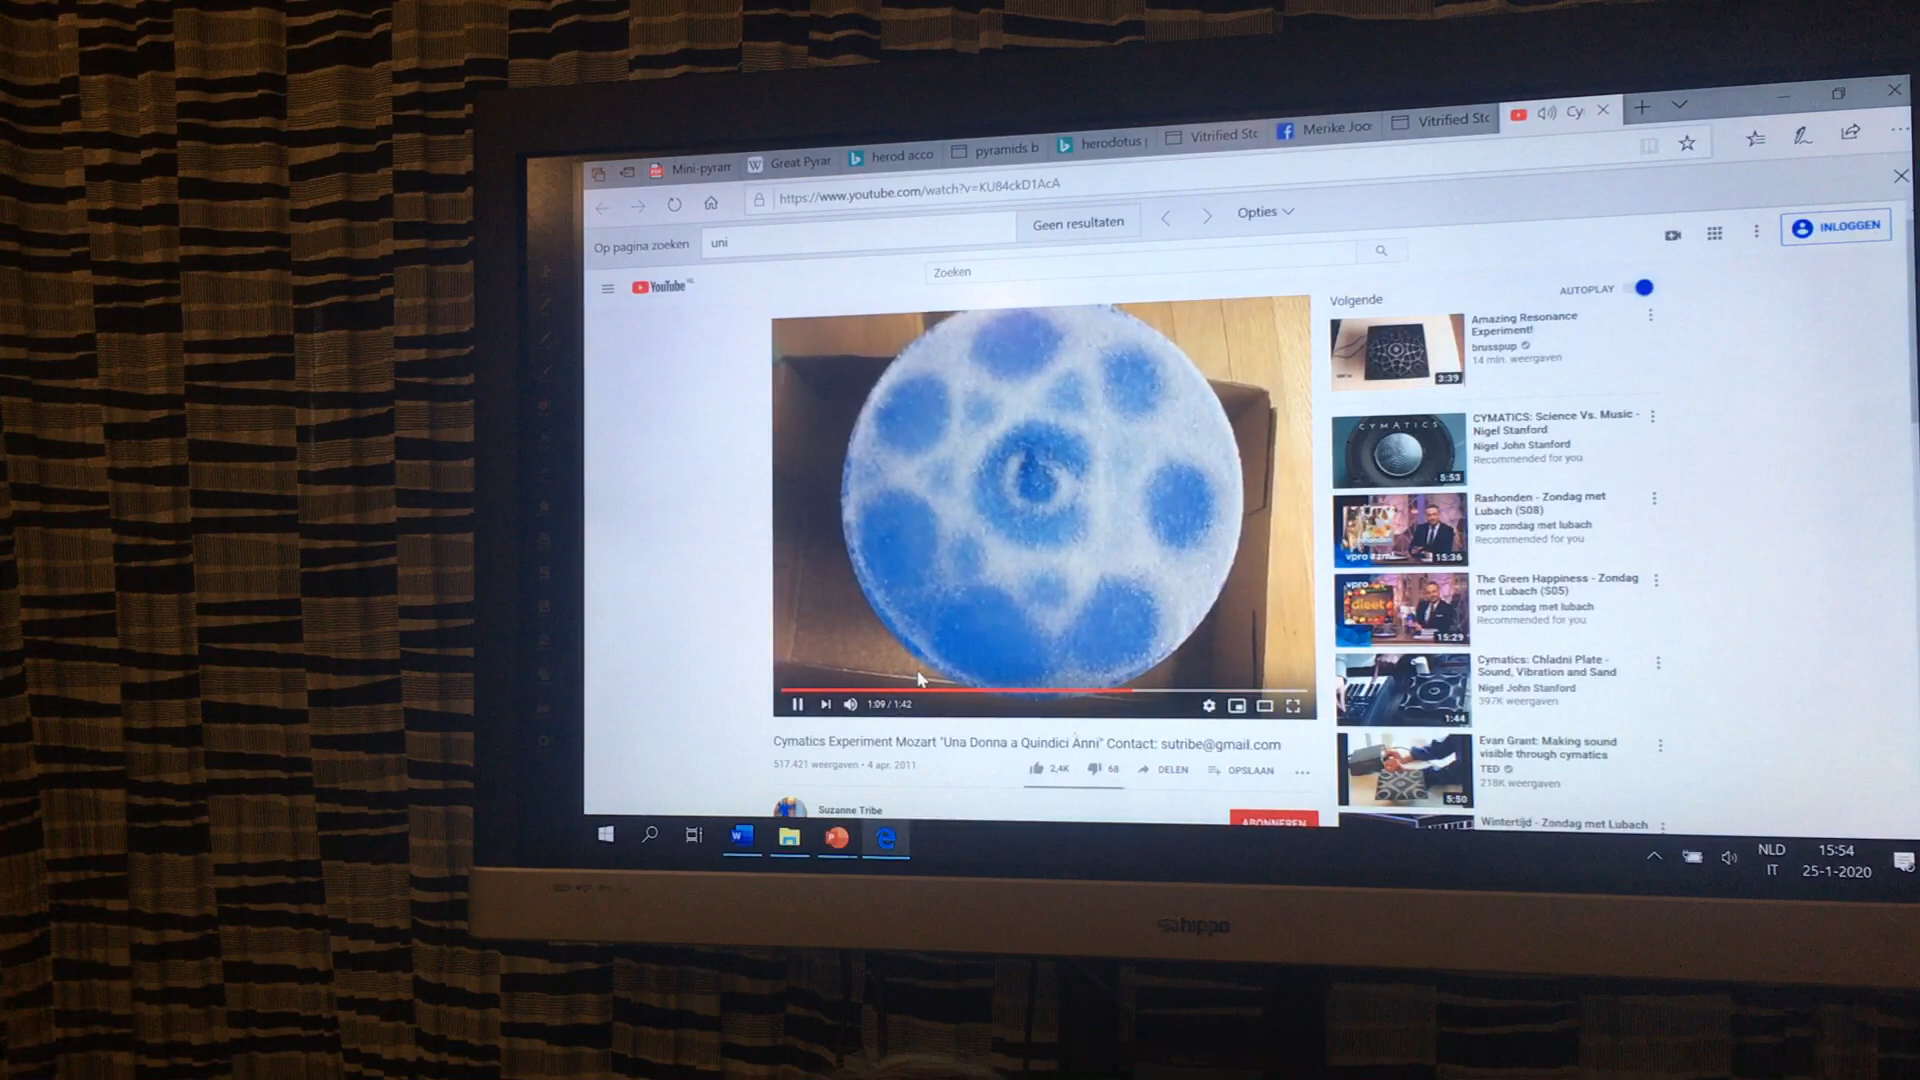 Mini-pyram
Great Pyrar
herod acco
pyramids b
herodotus
Vitrified Stc
Merike Joo
Vitrified Stc
Cy
https://www.youtube.com/watch?v=KU84ckD1AcA
Op pagina zoeken
uni
Geen resultaten
Opties
INLOGGEN
YouTube NL
Zoeken
Volgende
AUTOPLAY
Amazing Resonance
Experiment!
brusspup
14 mln. weergaven
3:39
CYMATICS
5:53
CYMATICS: Science Vs. Music -
Nigel Stanford
Nigel John Stanford
Recommended for you
vpro
15:36
Rashonden - Zondag met
Lubach (S08)
vpro zondag met lubach
Recommended for you
vpro
dieet
15:29
The Green Happiness - Zondag
met Lubach (S05)
vpro zondag met lubach
Recommended for you
1:44
Cymatics: Chladni Plate -
Sound, Vibration and Sand
Nigel John Stanford
397K weergaven
5:50
Evan Grant: Making sound
visible through cymatics
TED
218K weergaven
Wintertijd - Zondag met Lubach
1:09 / 1:42
Cymatics Experiment Mozart "Una Donna a Quindici Anni" Contact: sutribe@gmail.com
517.421 weergaven • 4 apr. 2011
2,4K
68
DELEN
OPSLAAN
Suzanne Tribe
ABONNEREN
NLD
IT
15:54
25-1-2020
hippo